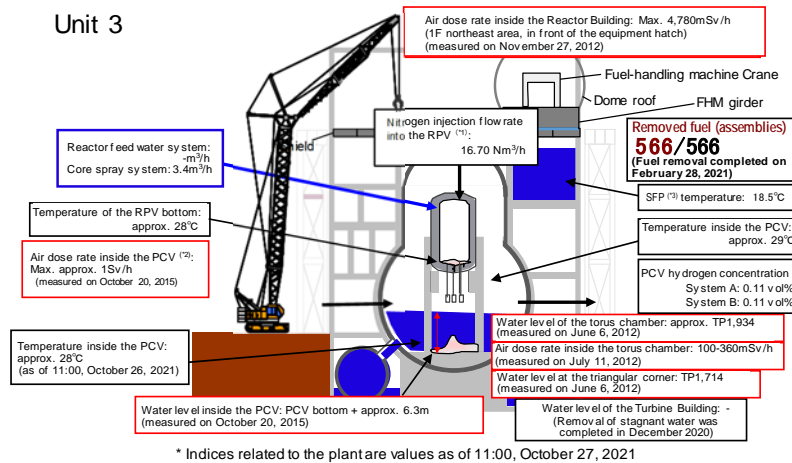 Unit 3
Air dose rate inside the Reactor Building: Max. 4,780mSv/h
(1F northeast area, in front of the equipment hatch)
(measured on November 27, 2012)
Fuel-handling machine Crane
Dome roof
FHM girder
Nitrogen injection flow rate
into the RPV (*1):
16.70 Nm³/h
Reactor feed water system:
-m³/h
Core spray system: 3.4m³/h
Removed fuel (assemblies)
566/566
(Fuel removal completed on
February 28, 2021)
SFP (*3) temperature: 18.5℃
Temperature of the RPV bottom:
approx. 28℃
Temperature inside the PCV:
approx. 29℃
Air dose rate inside the PCV (*2):
Max. approx. 1Sv/h
(measured on October 20, 2015)
PCV hydrogen concentration
System A: 0.11vol%
System B: 0.11vol%
Water level of the torus chamber: approx. TP1,934
(measured on June 6, 2012)
Air dose rate inside the torus chamber: 100-360mSv/h
(measured on July 11, 2012)
Water level at the triangular corner: TP1,714
(measured on June 6, 2012)
Temperature inside the PCV:
approx. 28℃
(as of 11:00, October 26, 2021)
Water level inside the PCV: PCV bottom + approx. 6.3m
(measured on October 20, 2015)
Water level of the Turbine Building: -
(Removal of stagnant water was
completed in December 2020)
* Indices related to the plant are values as of 11:00, October 27, 2021